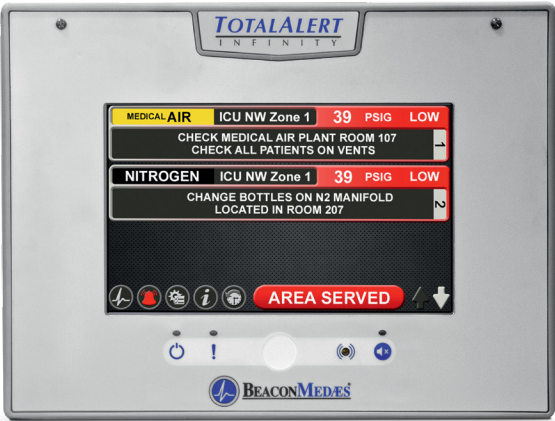 TOTALALERT
INFINITY
MEDICAL AIR ICU NW Zone 1 39 PSIG LOW
CHECK MEDICAL AIR PLANT ROOM 107
CHECK ALL PATIENTS ON VENTS
1
NITROGEN ICU NW Zone 1 39 PSIG LOW
CHANGE BOTTLES ON N2 MANIFOLD
LOCATED IN ROOM 207
2
i AREA SERVED
!
BEACONMEDÆS